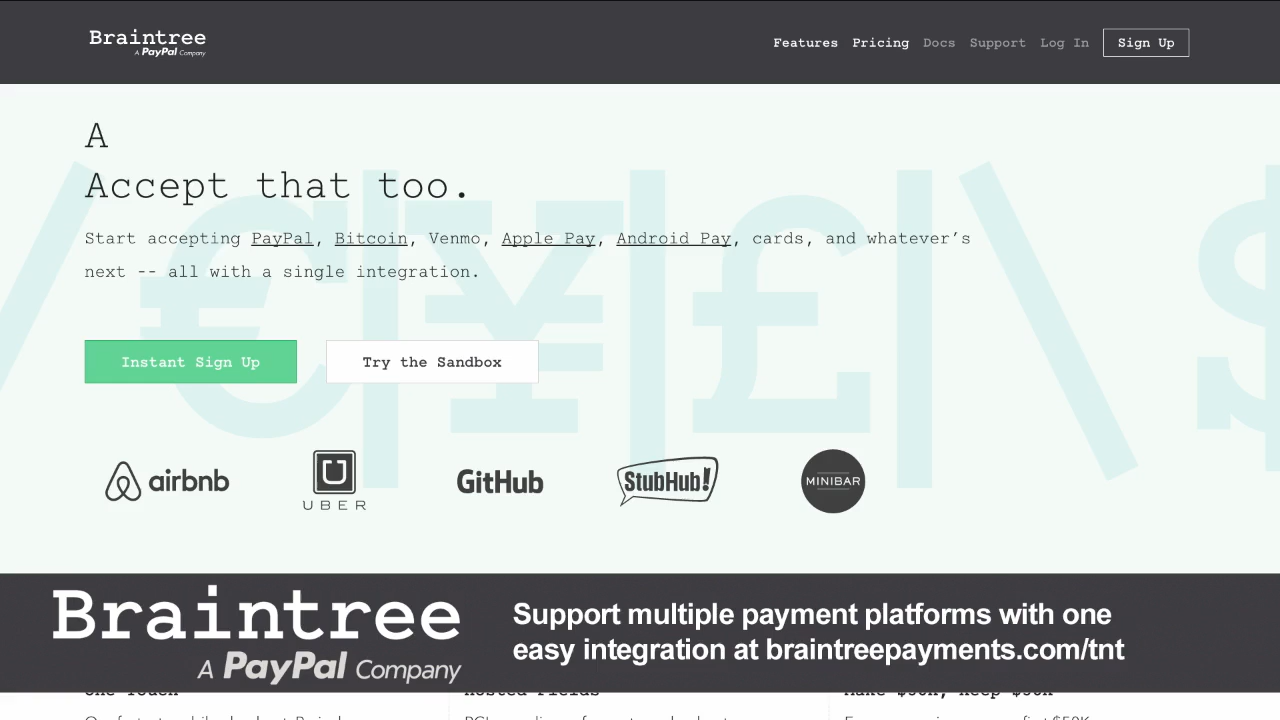 Braintree
A PayPal Company
Features Pricing Docs Support Log In Sign Up
A
Accept that too.
Start accepting PayPal, Bitcoin, Venmo, Apple Pay, Android Pay, cards, and whatever's
next -- all with a single integration.
Instant Sign Up Try the Sandbox
airbnb UBER GitHub StubHub! MINIBAR
€ ¥ £ \ $
Braintree
A PayPal Company
Support multiple payment platforms with one
easy integration at braintreepayments.com/tnt